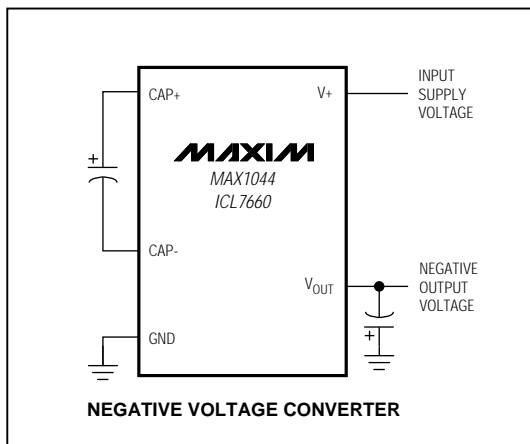 CAP+
V+
INPUT
SUPPLY
VOLTAGE
+
MAXIM
MAX1044
ICL7660
CAP-
NEGATIVE
OUTPUT
VOLTAGE
VOUT
+
GND
NEGATIVE VOLTAGE CONVERTER